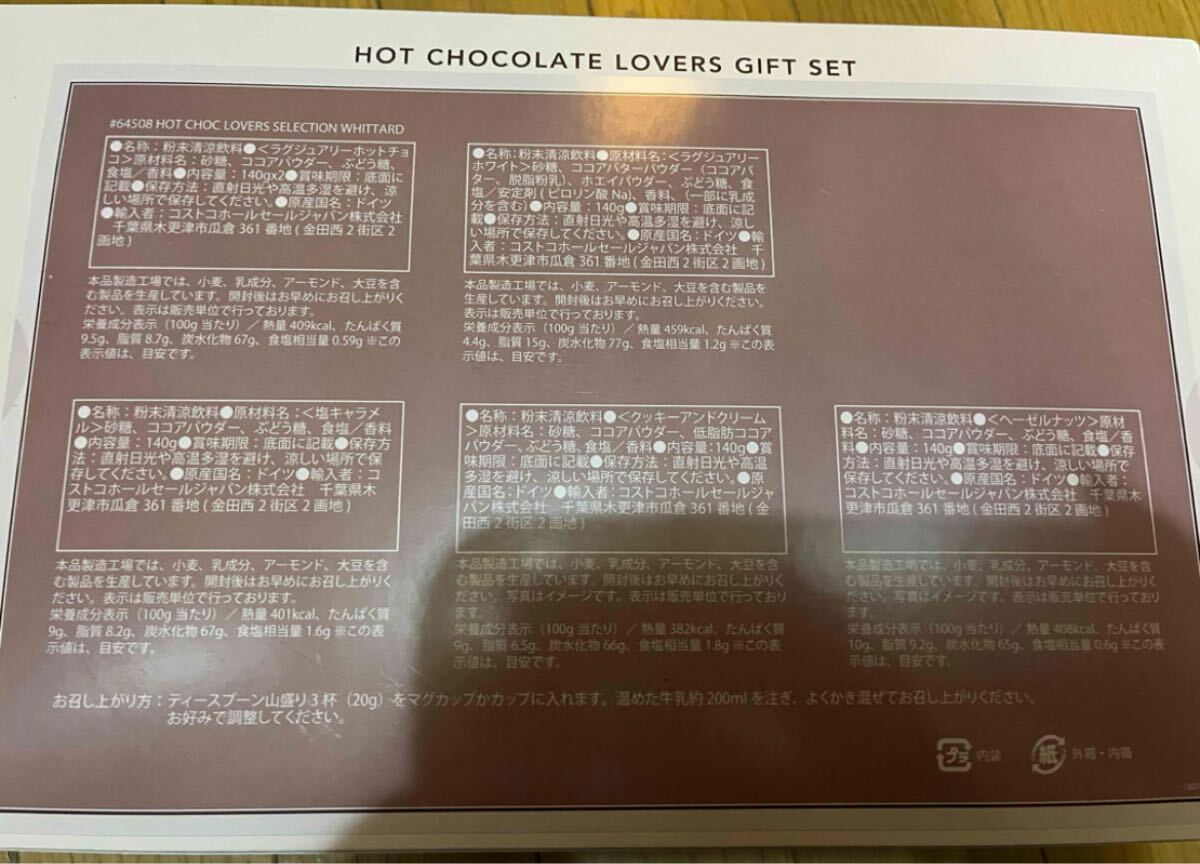 HOT CHOCOLATE LOVERS GIFT SET
#64508 HOT CHOC LOVERS SELECTION WHITTARD
●名称：粉末清涼飲料●＜ラグジュアリーホットチョ
コ＞原材料名：砂糖、ココアパウダー、ぶどう糖、
食塩／香料●内容量：140gx2●賞味期限：底面に
記載●保存方法：直射日光や高温多湿を避け、涼
しい場所で保存してください。●原産国名：ドイツ
●輸入者：コストコホールセールジャパン株式会社
千葉県木更津市瓜倉 361 番地 ( 金田西 2 街区 2
画地 )
本品製造工場では、小麦、乳成分、アーモンド、大豆を含
む製品を生産しています。開封後はお早めにお召し上がりく
ださい。表示は販売単位で行っております。
栄養成分表示（100g 当たり）／ 熱量 409kcal、たんぱく質
9.5g、脂質 8.7g、炭水化物 67g、食塩相当量 0.59g ※この
表示値は、目安です。
●名称：粉末清涼飲料●原材料名：＜ラグジュアリー
ホワイト＞砂糖、ココアバターパウダー（ココアバ
ター、脱脂粉乳）、ホエイパウダー、ぶどう糖、食
塩／安定剤 ( ピロリン酸 Na)、香料、（一部に乳成
分を含む）●内容量：140g●賞味期限：底面に記
載●保存方法：直射日光や高温多湿を避け、涼し
い場所で保存してください。●原産国名：ドイツ●輸
入者：コストコホールセールジャパン株式会社 千
葉県木更津市瓜倉 361 番地 ( 金田西 2 街区 2 画地 )
本品製造工場では、小麦、乳成分、アーモンド、大豆を含む製品を
生産しています。開封後はお早めにお召し上がりください。
表示は販売単位で行っております。
栄養成分表示（100g 当たり）／ 熱量 459kcal、たんぱく質
4.4g、脂質 15g、炭水化物 77g、食塩相当量 1.2g ※この表
示値は、目安です。
●名称：粉末清涼飲料●原材料名：＜塩キャラメ
ル＞砂糖、ココアパウダー、ぶどう糖、食塩／香料
●内容量：140g●賞味期限：底面に記載●保存方
法：直射日光や高温多湿を避け、涼しい場所で保
存してください。●原産国名：ドイツ●輸入者：コ
ストコホールセールジャパン株式会社 千葉県木
更津市瓜倉 361 番地 ( 金田西 2 街区 2 画地 )
本品製造工場では、小麦、乳成分、アーモンド、大豆を含
む製品を生産しています。開封後はお早めにお召し上がりく
ださい。表示は販売単位で行っております。
栄養成分表示（100g 当たり）／ 熱量 401kcal、たんぱく質
9g、脂質 8.2g、炭水化物 67g、食塩相当量 1.6g ※この表
示値は、目安です。
●名称：粉末清涼飲料●＜クッキーアンドクリーム
＞原材料名：砂糖、ココアパウダー、低脂肪ココア
パウダー、ぶどう糖、食塩／香料●内容量：140g●賞
味期限：底面に記載●保存方法：直射日光や高温
多湿を避け、涼しい場所で保存してください。●原
産国名：ドイツ●輸入者：コストコホールセールジャ
パン株式会社 千葉県木更津市瓜倉 361 番地 ( 金
田西 2 街区 2 画地 )
本品製造工場では、小麦、乳成分、アーモンド、大豆を含
む製品を生産しています。開封後はお早めにお召し上がりく
ださい。写真はイメージです。表示は販売単位で行っており
ます。
栄養成分表示（100g 当たり）／ 熱量 382kcal、たんぱく質
9g、脂質 6.5g、炭水化物 66g、食塩相当量 1.8g ※この表
示値は、目安です。
●名称：粉末清涼飲料●＜ヘーゼルナッツ＞原材
料名：砂糖、ココアパウダー、ぶどう糖、食塩／香
料●内容量：140g●賞味期限：底面に記載●保存
方法：直射日光や高温多湿を避け、涼しい場所で
保存してください。●原産国名：ドイツ●輸入者：
コストコホールセールジャパン株式会社 千葉県木
更津市瓜倉 361 番地 ( 金田西 2 街区 2 画地 )
本品製造工場では、小麦、乳成分、アーモンド、大豆を含
む製品を生産しています。開封後はお早めにお召し上がりく
ださい。写真はイメージです。表示は販売単位で行っており
ます。
栄養成分表示（100g 当たり）／ 熱量 408kcal、たんぱく質
10g、脂質 9.2g、炭水化物 65g、食塩相当量 0.6g ※この表
示値は、目安です。
お召し上がり方：ティースプーン山盛り 3 杯（20g）をマグカップかカップに入れます。温めた牛乳約 200ml を注ぎ、よくかき混ぜてお召し上がりください。
お好みで調整してください。
プラ 内装 紙 外箱・内箱